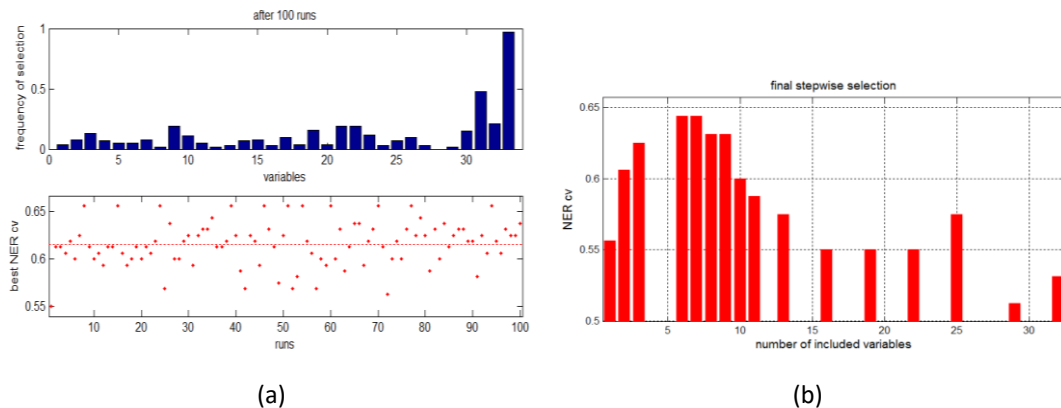 after 100 runs
frequency of selection
1
0.5
0
0 5 10 15 20 25 30
variables
best NER cv
0.65
0.6
0.55
10 20 30 40 50 60 70 80 90 100
runs
(a)
final stepwise selection
NER cv
0.65
0.6
0.55
0.5
5 10 15 20 25 30
number of included variables
(b)